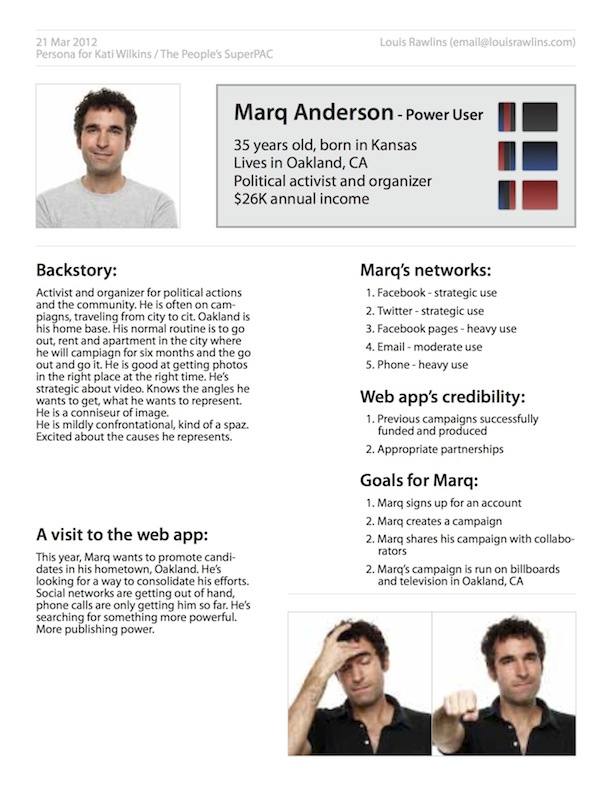 21 Mar 2012
Louis Rawlins (email@louisrawlins.com)
Persona for Kati Wilkins / The People's SuperPAC
Marq Anderson - Power User
35 years old, born in Kansas
Lives in Oakland, CA
Political activist and organizer
$26K annual income
Backstory:
Activist and organizer for political actions
and the community. He is often on cam-
piagns, traveling from city to cit. Oakland is
his home base. His normal routine is to go
out, rent and apartment in the city where
he will campiagn for six months and the go
out and go it. He is good at getting photos
in the right place at the right time. He's
strategic about video. Knows the angles he
wants to get, what he wants to represent.
He is a conniseur of image.
He is mildly confrontational, kind of a spaz.
Excited about the causes he represents.
A visit to the web app:
This year, Marq wants to promote candi-
dates in his hometown, Oakland. He's
looking for a way to consolidate his efforts.
Social networks are getting out of hand,
phone calls are only getting him so far. He's
searching for something more powerful.
More publishing power.
Marq's networks:
1. Facebook - strategic use
2. Twitter - strategic use
3. Facebook pages - heavy use
4. Email - moderate use
5. Phone - heavy use
Web app's credibility:
1. Previous campaigns successfully
funded and produced
2. Appropriate partnerships
Goals for Marq:
1. Marq signs up for an account
2. Marq creates a campaign
2. Marq shares his campaign with collabo-
rators
2. Marq's campaign is run on billboards
and television in Oakland, CA